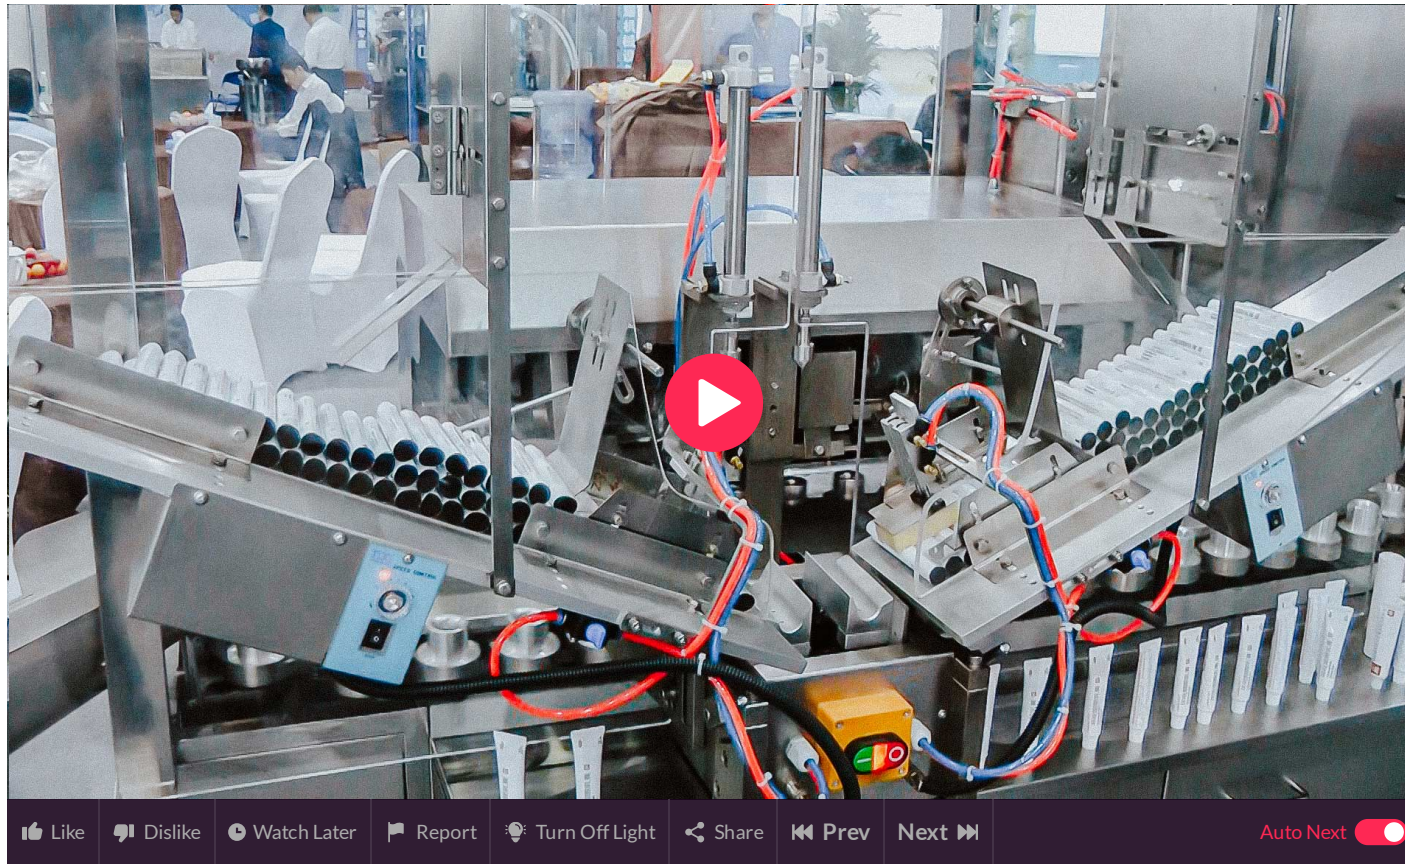 SPEED CONTROL
Like
Dislike
Watch Later
Report
Turn Off Light
Share
Prev
Next
Auto Next